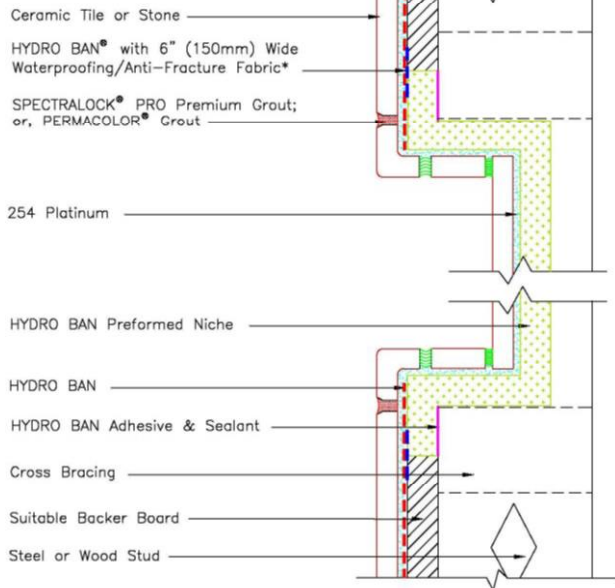 Ceramic Tile or Stone
HYDRO BAN® with 6" (150mm) Wide
Waterproofing/Anti-Fracture Fabric*
SPECTRALOCK® PRO Premium Grout;
or, PERMACOLOR® Grout
254 Platinum
HYDRO BAN Preformed Niche
HYDRO BAN
HYDRO BAN Adhesive & Sealant
Cross Bracing
Suitable Backer Board
Steel or Wood Stud